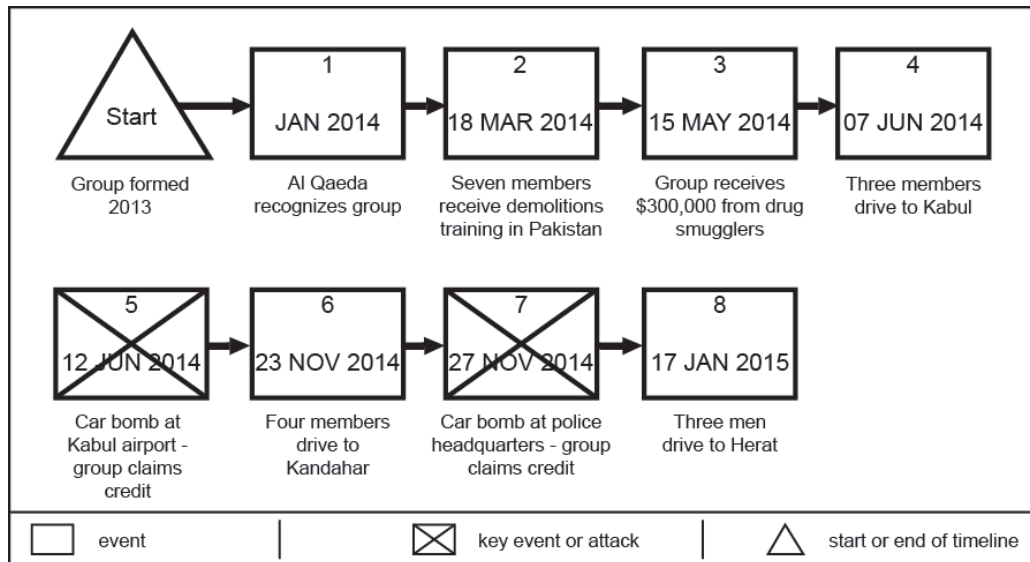 Start
1
JAN 2014
2
18 MAR 2014
3
15 MAY 2014
4
07 JUN 2014
Group formed
2013
Al Qaeda
recognizes group
Seven members
receive demolitions
training in Pakistan
Group receives
$300,000 from drug
smugglers
Three members
drive to Kabul
5
12 JUN 2014
6
23 NOV 2014
7
27 NOV 2014
8
17 JAN 2015
Car bomb at
Kabul airport -
group claims
credit
Four members
drive to
Kandahar
Car bomb at police
headquarters - group
claims credit
Three men
drive to Herat
event
key event or attack
start or end of timeline